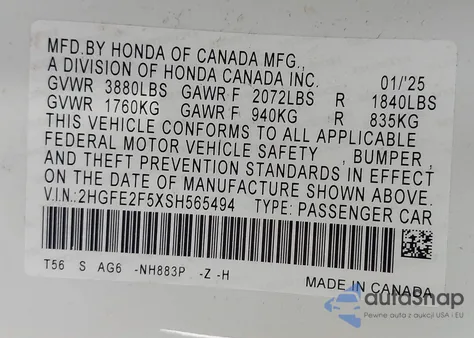 MFD.BY HONDA OF CANADA MFG.,
A DIVISION OF HONDA CANADA INC. 01/'25
GVWR 3880LBS GAWR F 2072LBS R 1840LBS
GVWR 1760KG GAWR F 940KG R 835KG
THIS VEHICLE CONFORMS TO ALL APPLICABLE
FEDERAL MOTOR VEHICLE SAFETY , BUMPER ,
AND THEFT PREVENTION STANDARDS IN EFFECT
ON THE DATE OF MANUFACTURE SHOWN ABOVE.
V.I.N.:2HGFE2F5XSH565494 TYPE: PASSENGER CAR
T56 S AG6 -NH883P -Z -H
MADE IN CANADA
autosnap
Pewne auta z aukcji USA i EU